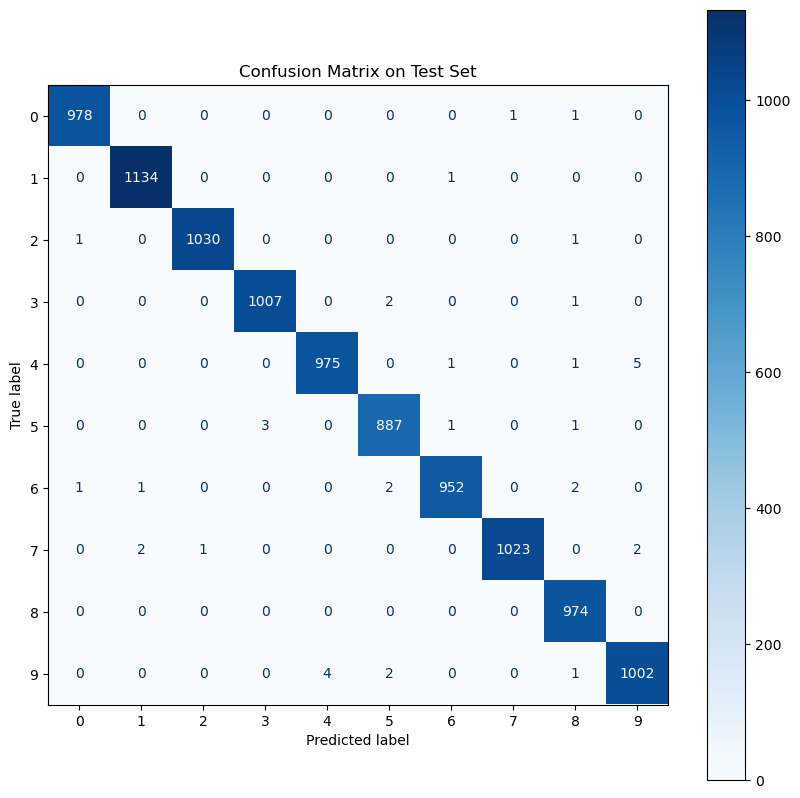 Confusion Matrix on Test Set
0 978 0 0 0 0 0 0 1 1 0
1 0 1134 0 0 0 0 1 0 0 0
2 1 0 1030 0 0 0 0 0 1 0
3 0 0 0 1007 0 2 0 0 1 0
4 0 0 0 0 975 0 1 0 1 5
5 0 0 0 3 0 887 1 0 1 0
6 1 1 0 0 0 2 952 0 2 0
7 0 2 1 0 0 0 0 1023 0 2
8 0 0 0 0 0 0 0 0 974 0
9 0 0 0 0 4 2 0 0 1 1002
0 1 2 3 4 5 6 7 8 9
Predicted label
True label
1000
800
600
400
200
0